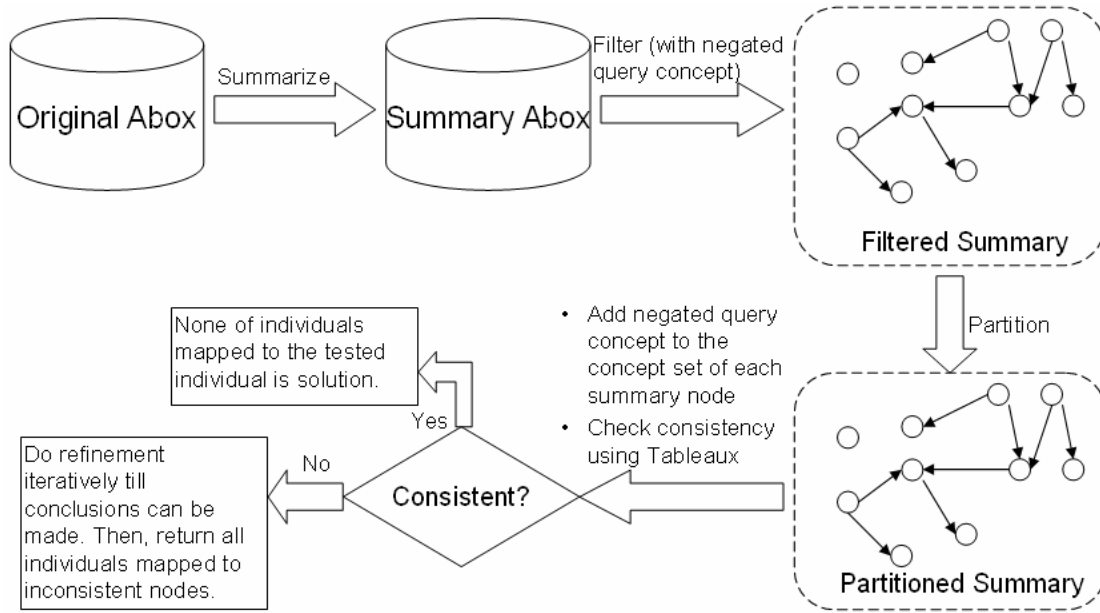 Original Abox
Summarize
Summary Abox
Filter (with negated
query concept)
Filtered Summary
Partition
Partitioned Summary
• Add negated query
concept to the
concept set of each
summary node
• Check consistency
using Tableaux
Consistent?
Yes
None of individuals
mapped to the tested
individual is solution.
No
Do refinement
iteratively till
conclusions can be
made. Then, return all
individuals mapped to
inconsistent nodes.